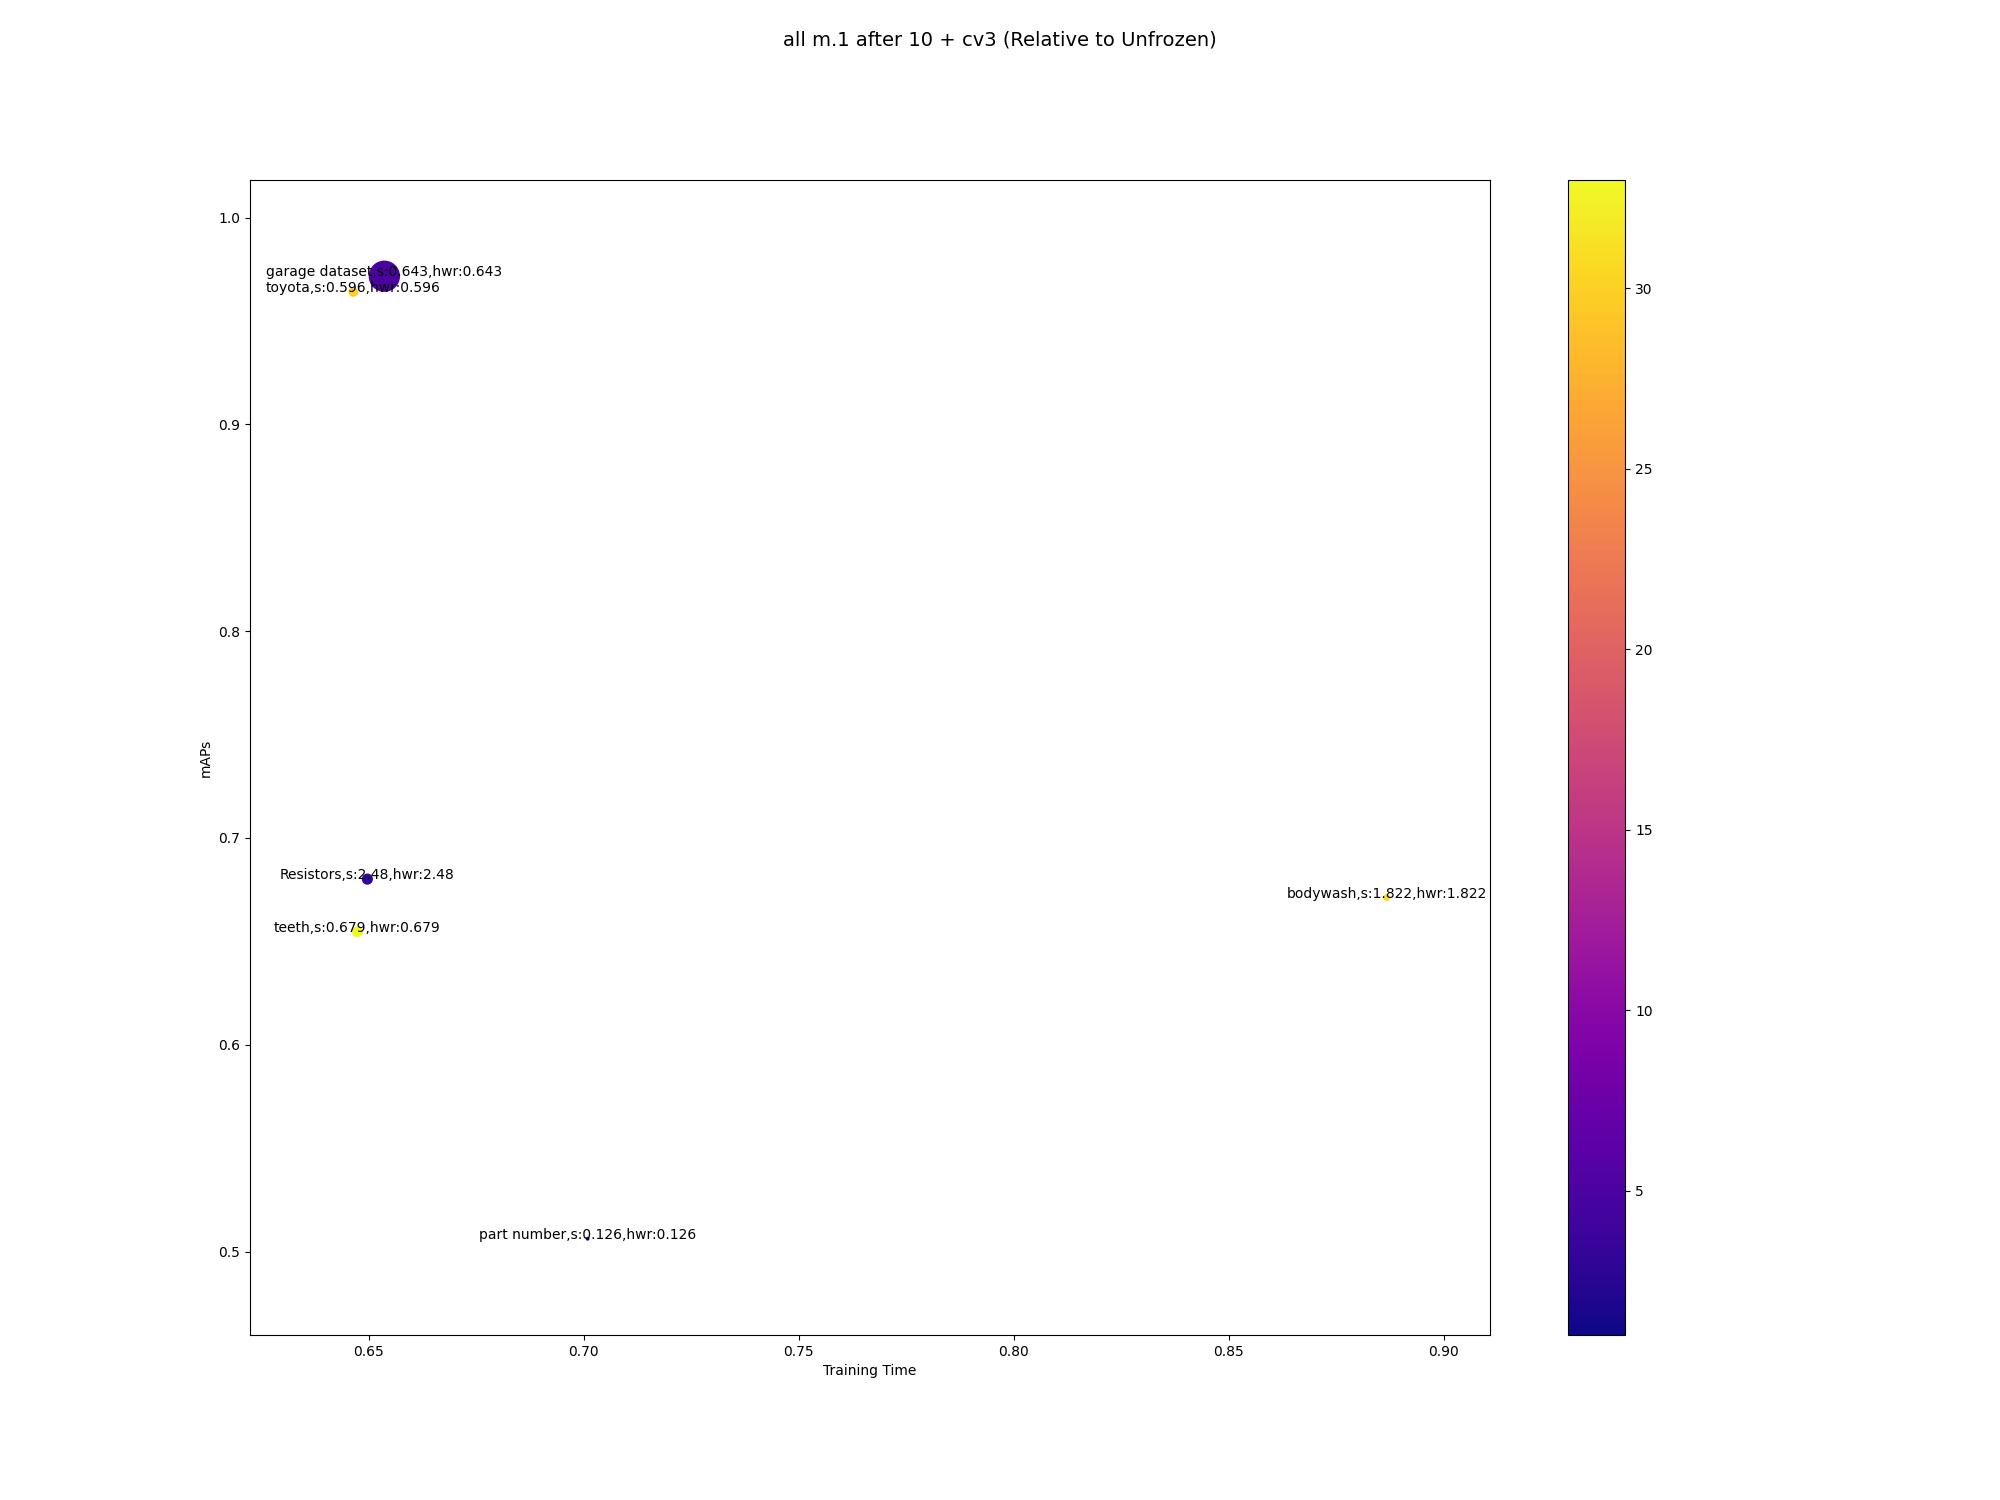 all m.1 after 10 + cv3 (Relative to Unfrozen)
1.0
garage dataset,s:0.643,hwr:0.643
toyota,s:0.596,hwr:0.596
0.9
0.8
mAPs
0.7
Resistors,s:2.48,hwr:2.48
bodywash,s:1.822,hwr:1.822
teeth,s:0.679,hwr:0.679
0.6
part number,s:0.126,hwr:0.126
0.5
0.65 0.70 0.75 0.80 0.85 0.90
Training Time
30
25
20
15
10
5